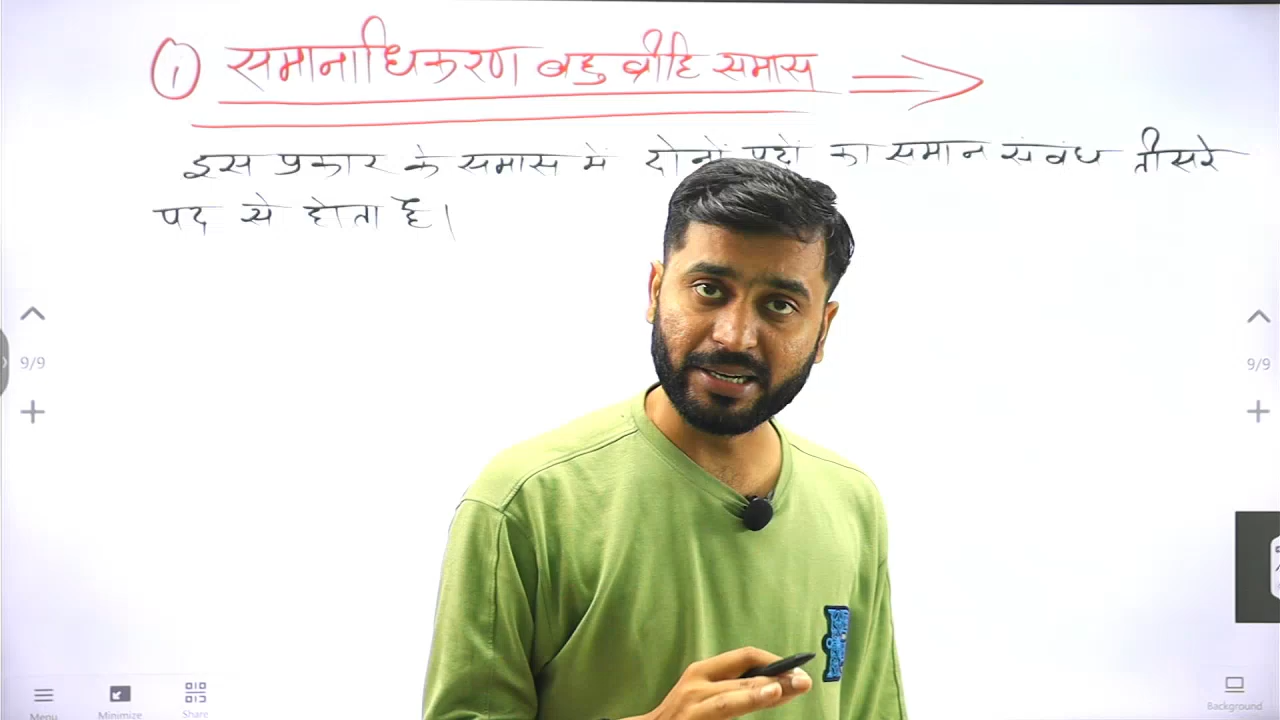 ① समानाधिकरण बहुव्रीहि समास
इस प्रकार के समास में दोनों पदों का समान संबंध तीसरे
पद से होता है।
9/9
9/9
Menu
Minimize
Share
Background